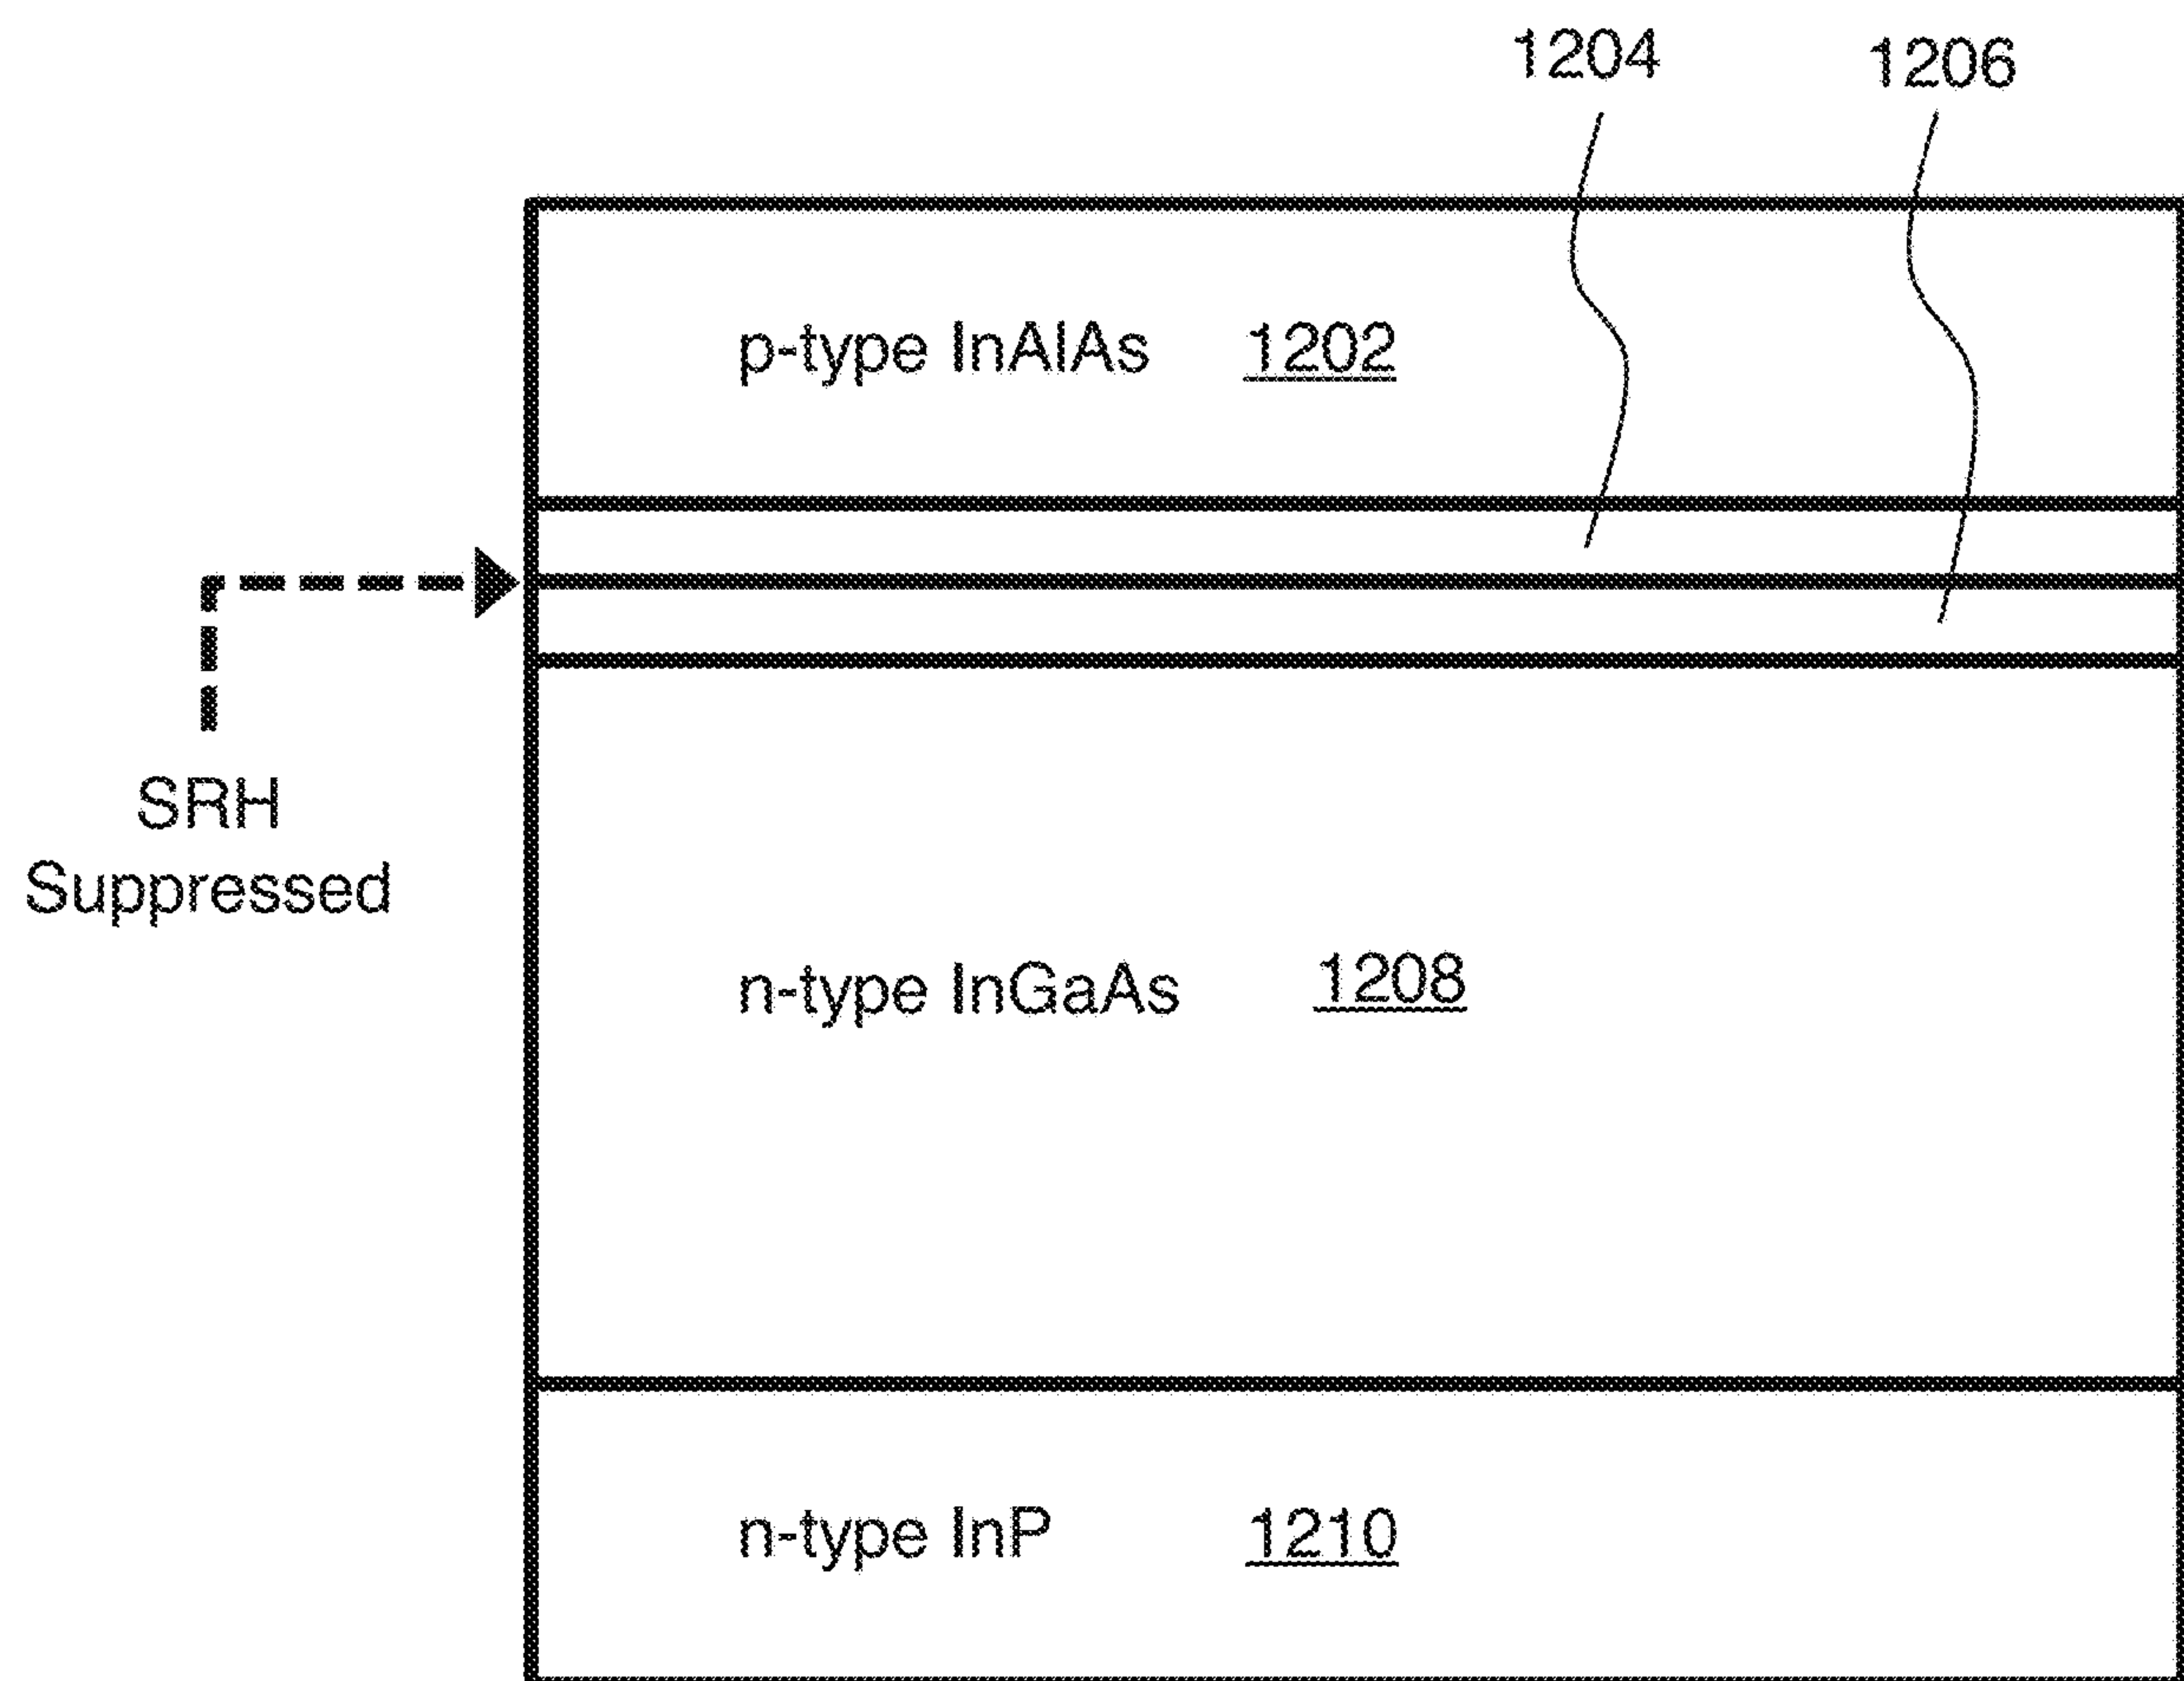 1204 1206
p-type InAlAs 1202
SRH
Suppressed
n-type InGaAs 1208
n-type InP 1210